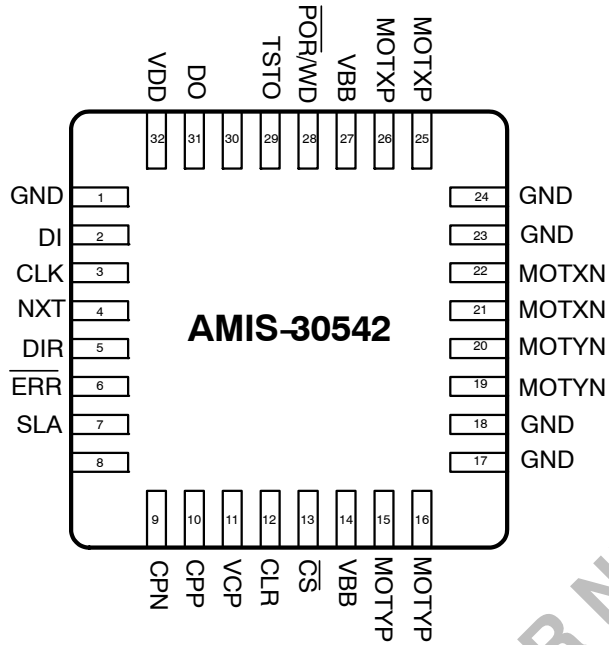 VDD
DO
TSTO
POR/WD
VBB
MOTXP
MOTXP
32
31
30
29
28
27
26
25
GND 1
DI 2
CLK 3
NXT 4
DIR 5
ERR 6
SLA 7
8
AMIS-30542
24 GND
23 GND
22 MOTXN
21 MOTXN
20 MOTYN
19 MOTYN
18 GND
17 GND
9
10
11
12
13
14
15
16
CPN
CPP
VCP
CLR
CS
VBB
MOTYP
MOTYP
R N